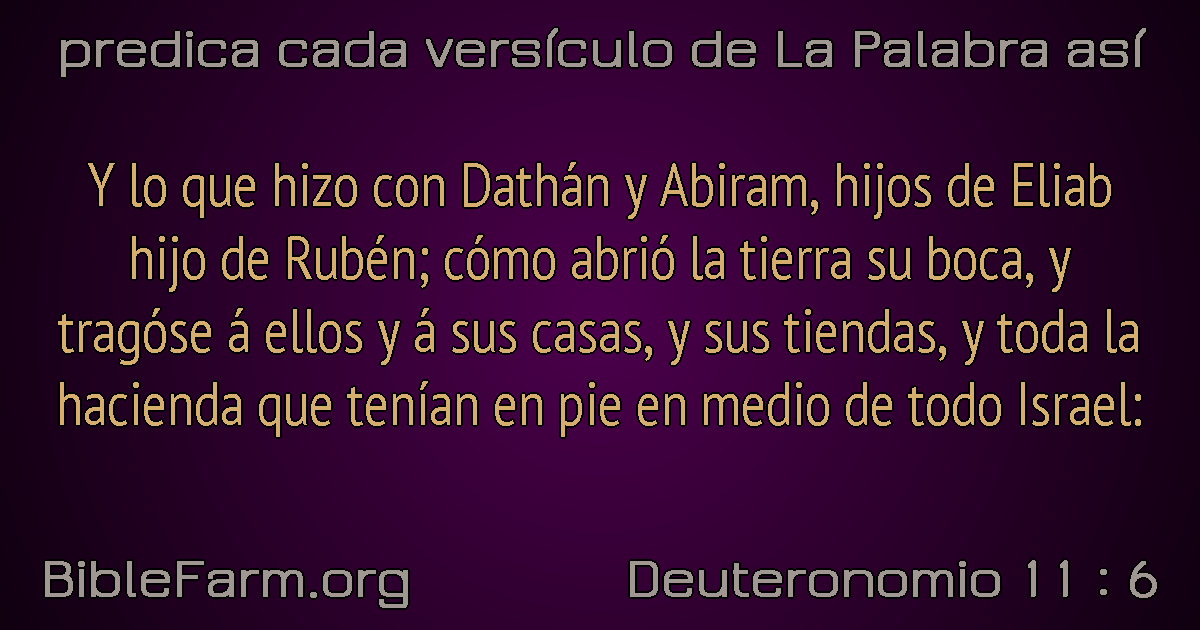 predica cada versículo de La Palabra así
Y lo que hizo con Dathán y Abiram, hijos de Eliab
hijo de Rubén; cómo abrió la tierra su boca, y
tragóse á ellos y á sus casas, y sus tiendas, y toda la
hacienda que tenían en pie en medio de todo Israel:
BibleFarm.org
Deuteronomio 11 : 6